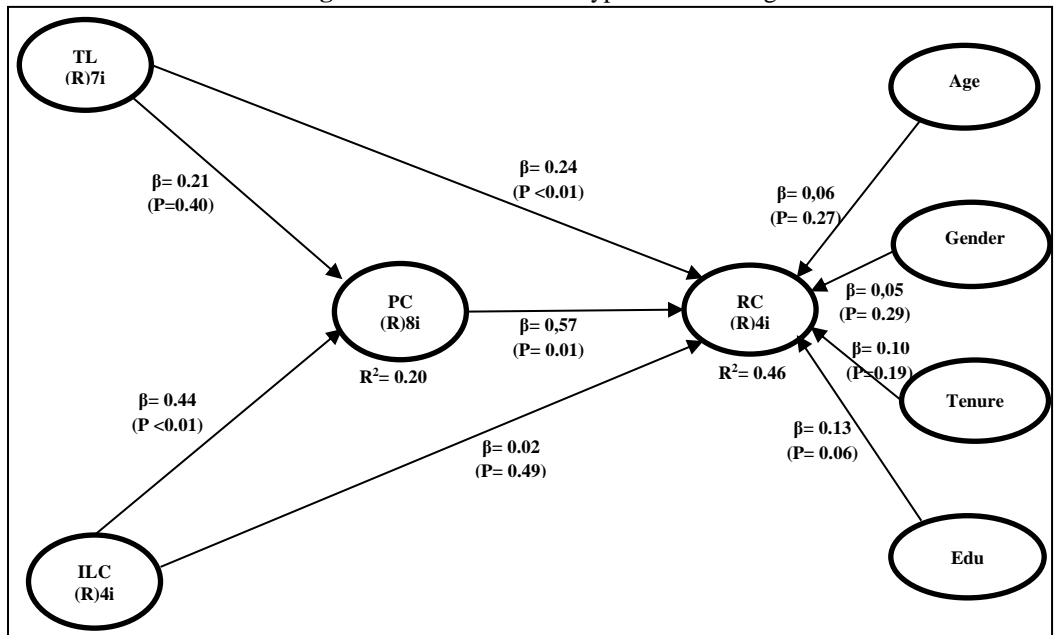 TL
(R)7i
Age
β= 0.24
(P <0.01)
β= 0.21
(P=0.40)
β= 0,06
(P= 0.27)
Gender
PC
(R)8i
RC
(R)4i
β= 0,05
(P= 0.29)
β= 0,57
(P= 0.01)
R²= 0.20
R²= 0.46
β= 0.10
(P=0.19)
Tenure
β= 0.44
(P <0.01)
β= 0.02
(P= 0.49)
β= 0.13
(P= 0.06)
ILC
(R)4i
Edu